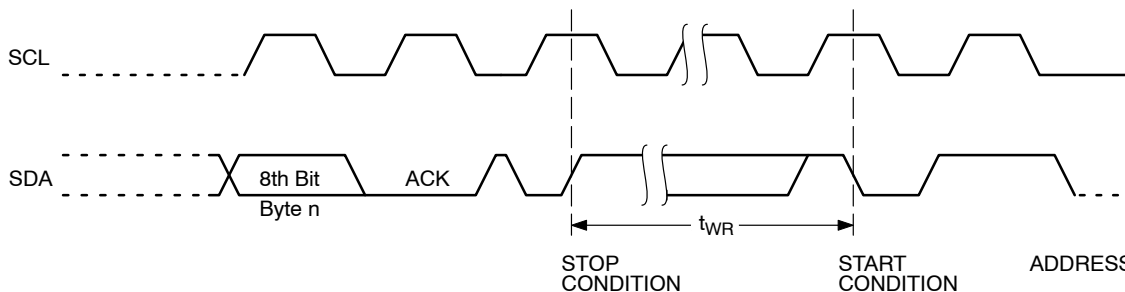 SCL
SDA
8th Bit
Byte n
ACK
tWR
STOP
CONDITION
START
CONDITION
ADDRESS